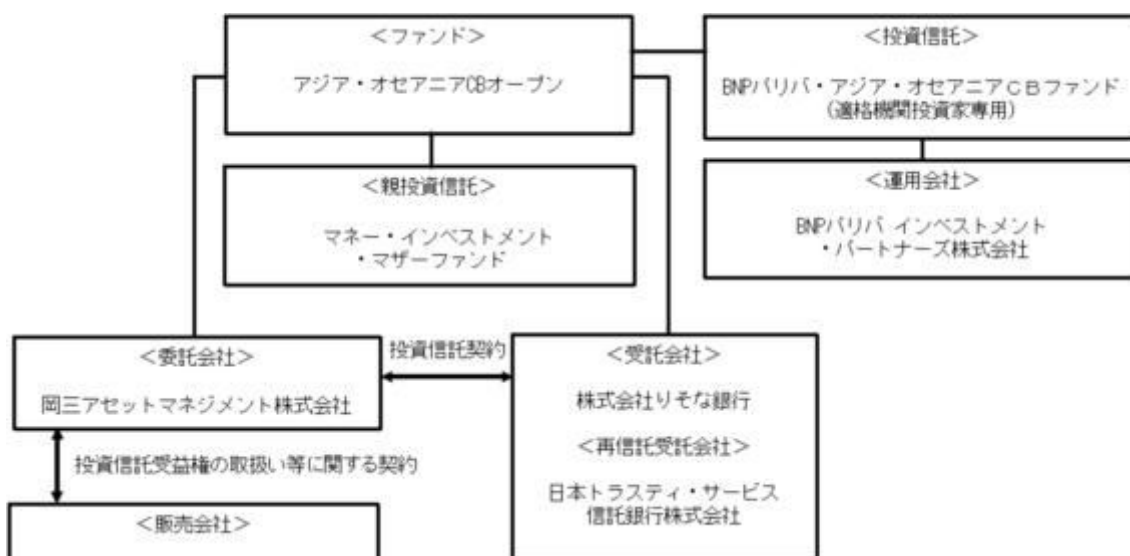 ＜ファンド＞
アジア・オセアニアCBオープン
＜投資信託＞
BNPパリバ・アジア・オセアニアＣＢファンド
（適格機関投資家専用）
＜親投資信託＞
マネー・インベストメント
・マザーファンド
＜運用会社＞
BNPパリバ インベストメント
・パートナーズ株式会社
＜委託会社＞
岡三アセットマネジメント株式会社
投資信託契約
＜受託会社＞
株式会社りそな銀行
＜再信託受託会社＞
日本トラスティ・サービス
信託銀行株式会社
投資信託受益権の取扱い等に関する契約
＜販売会社＞